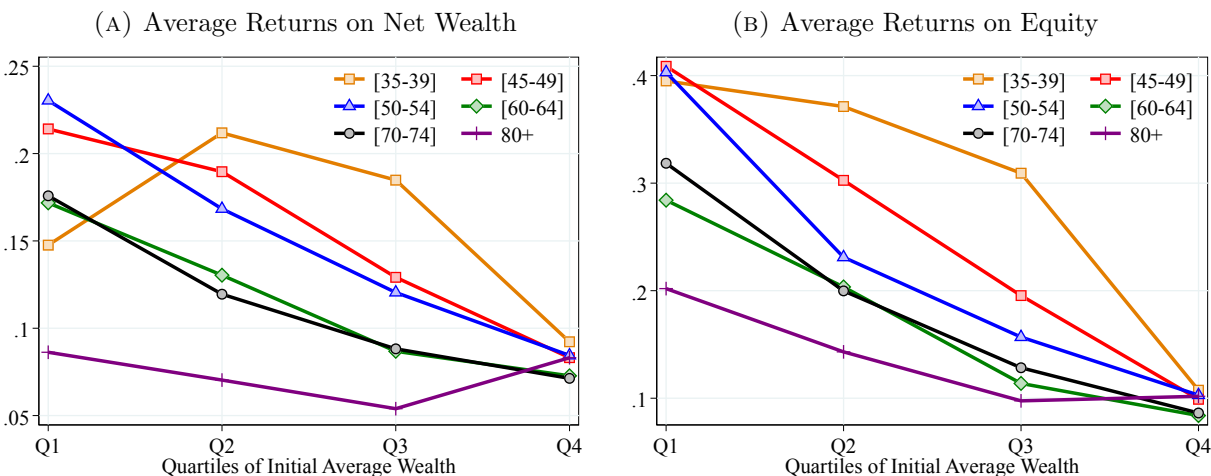 (A) Average Returns on Net Wealth
.25
.2
.15
.1
.05
[35-39] [45-49]
[50-54] [60-64]
[70-74] 80+
Q1 Q2 Q3 Q4
Quartiles of Initial Average Wealth
(B) Average Returns on Equity
.4
.3
.2
.1
[35-39] [45-49]
[50-54] [60-64]
[70-74] 80+
Q1 Q2 Q3 Q4
Quartiles of Initial Average Wealth